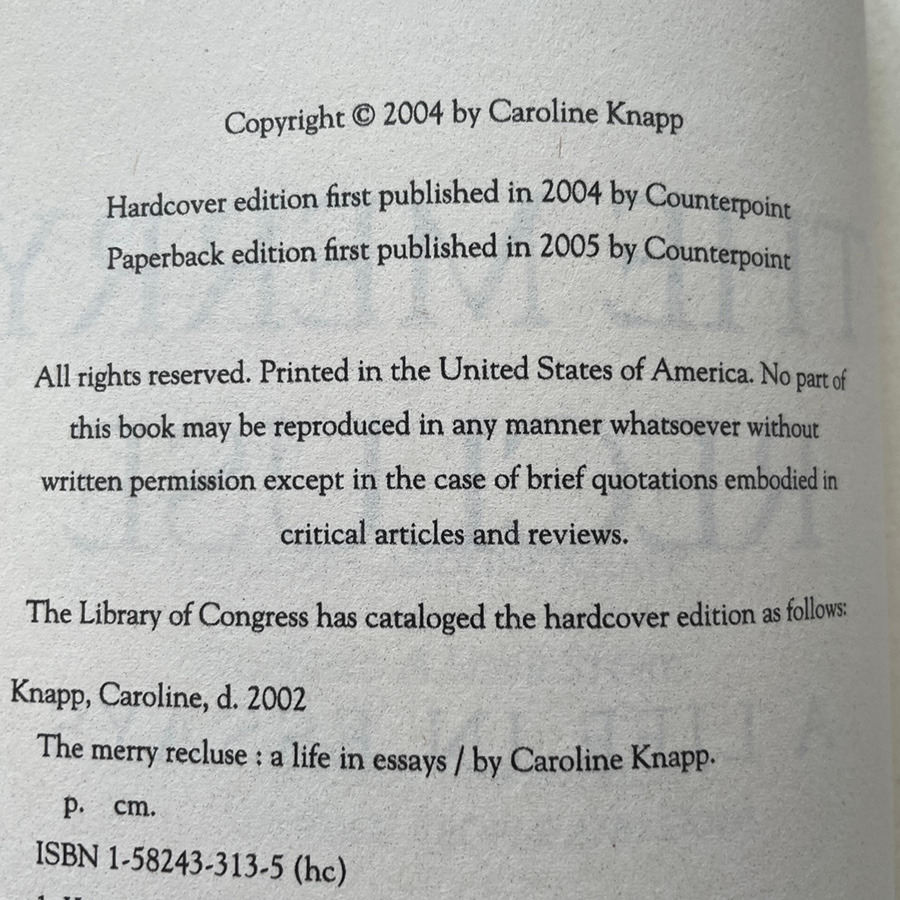 Copyright © 2004 by Caroline Knapp
Hardcover edition first published in 2004 by Counterpoint
Paperback edition first published in 2005 by Counterpoint
All rights reserved. Printed in the United States of America. No part of
this book may be reproduced in any manner whatsoever without
written permission except in the case of brief quotations embodied in
critical articles and reviews.
The Library of Congress has cataloged the hardcover edition as follows:
Knapp, Caroline, d. 2002
The merry recluse : a life in essays / by Caroline Knapp.
p. cm.
ISBN 1-58243-313-5 (hc)